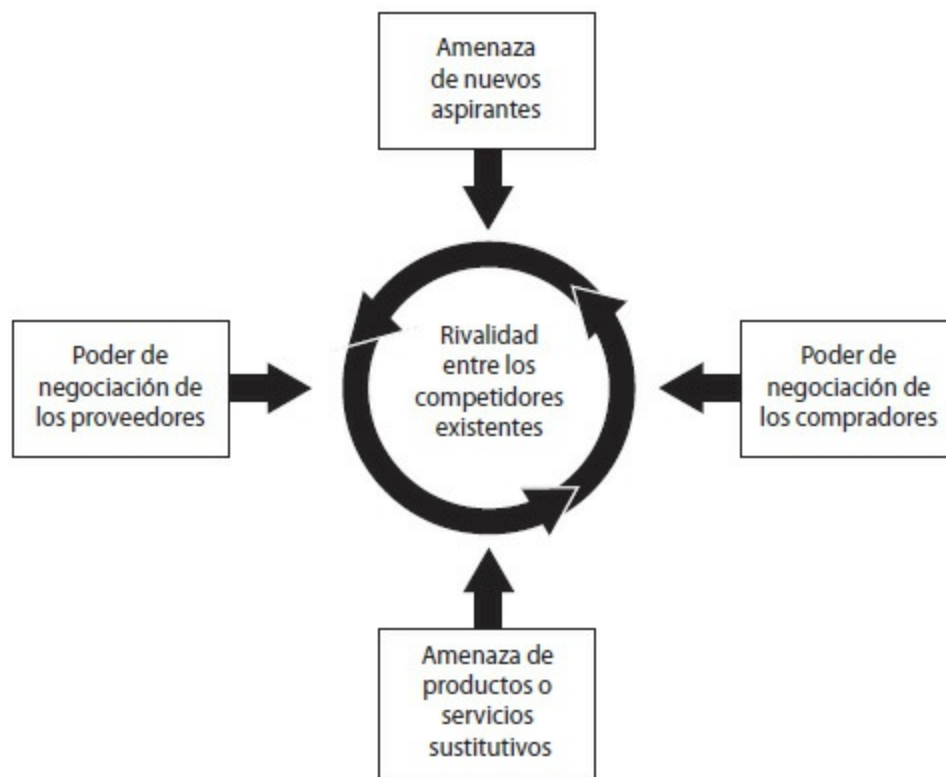 Amenaza
de nuevos
aspirantes
Poder de
negociación de
los proveedores
Rivalidad
entre los
competidores
existentes
Poder de
negociación de
los compradores
Amenaza de
productos o
servicios
sustitutivos